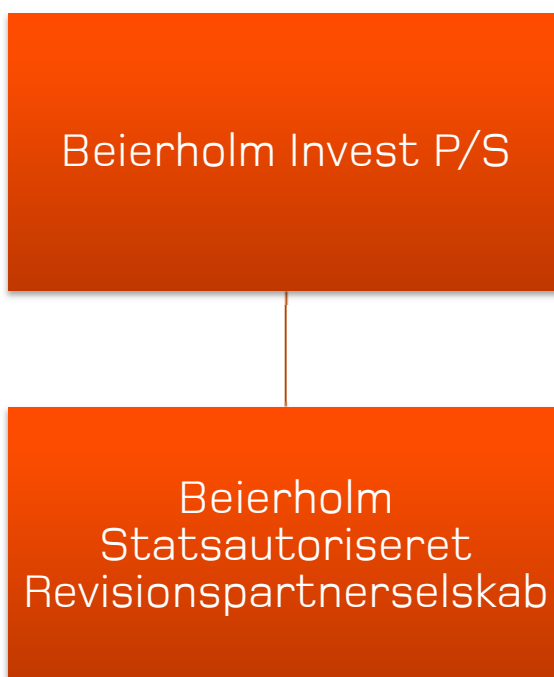 Beierholm Invest P/S
Beierholm
Statsautoriseret
Revisionspartnerselskab